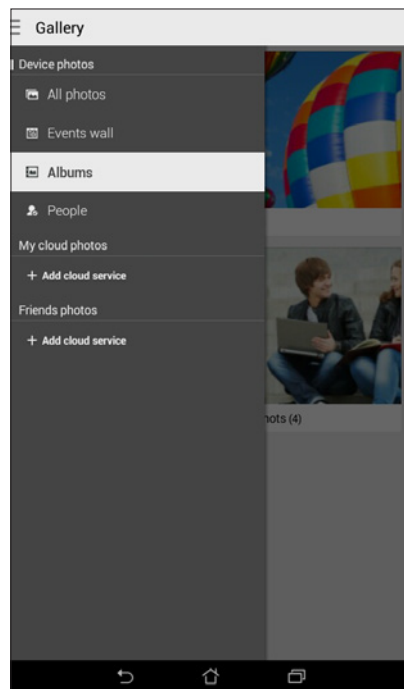 Gallery
Device photos
All photos
Events wall
Albums
People
My cloud photos
+ Add cloud service
Friends photos
+ Add cloud service
hots (4)